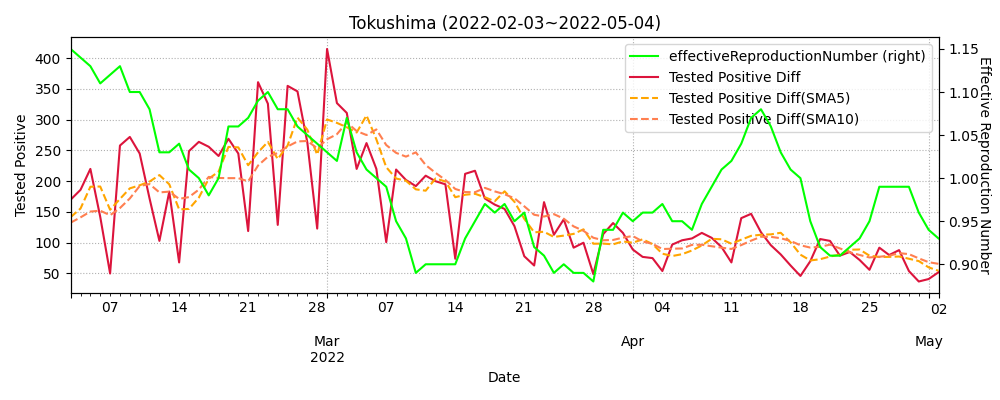 Tokushima (2022-02-03~2022-05-04)
effectiveReproductionNumber (right)
Tested Positive Diff
Tested Positive Diff(SMA5)
Tested Positive Diff(SMA10)
Tested Positive
400
350
300
250
200
150
100
50
1.15
1.10
1.05
1.00
0.95
0.90
Effective Reproduction Number
07 14 21 28 07 14 21 28 04 11 18 25 02
Mar Apr May
2022
Date